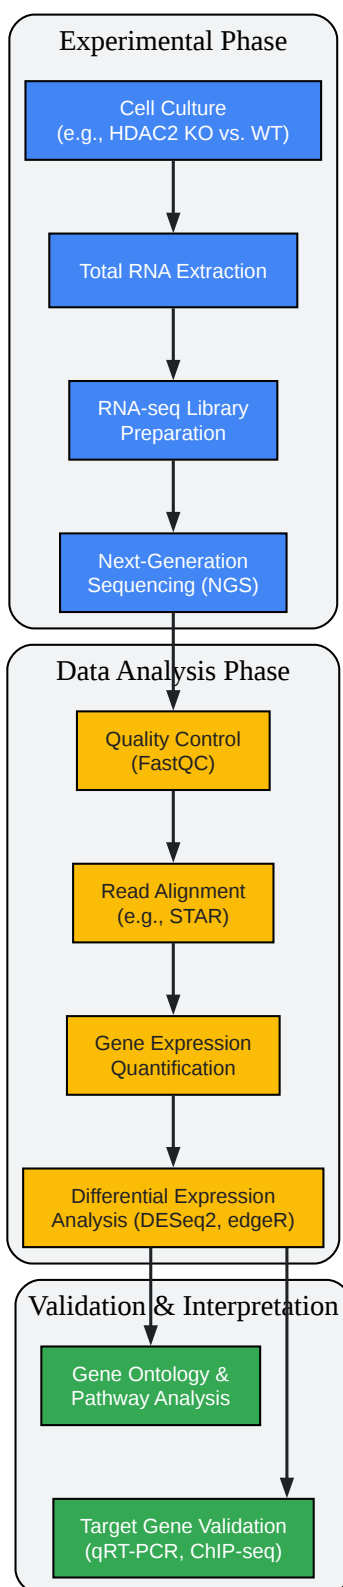 Experimental Phase
Cell Culture
(e.g., HDAC2 KO vs. WT)
Total RNA Extraction
RNA-seq Library
Preparation
Next-Generation
Sequencing (NGS)
Data Analysis Phase
Quality Control
(FastQC)
Read Alignment
(e.g., STAR)
Gene Expression
Quantification
Differential Expression
Analysis (DESeq2, edgeR)
Validation & Interpretation
Gene Ontology &
Pathway Analysis
Target Gene Validation
(qRT-PCR, ChIP-seq)